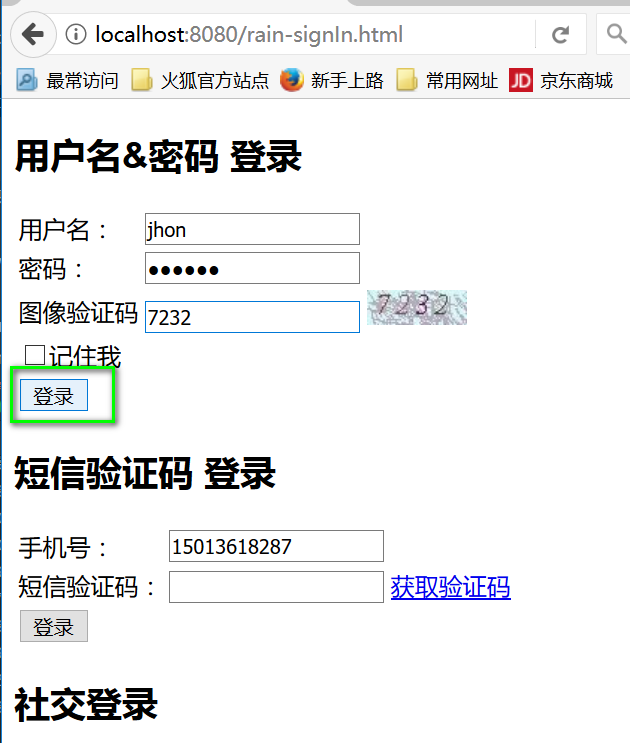 localhost:8080/rain-signIn.html
最常访问 火狐官方站点 新手上路 常用网址 JD 京东商城
用户名&密码 登录
用户名： jhon
密码： ●●●●●●
图像验证码 7232 7232
记住我
登录
短信验证码 登录
手机号： 15013618287
短信验证码： 获取验证码
登录
社交登录